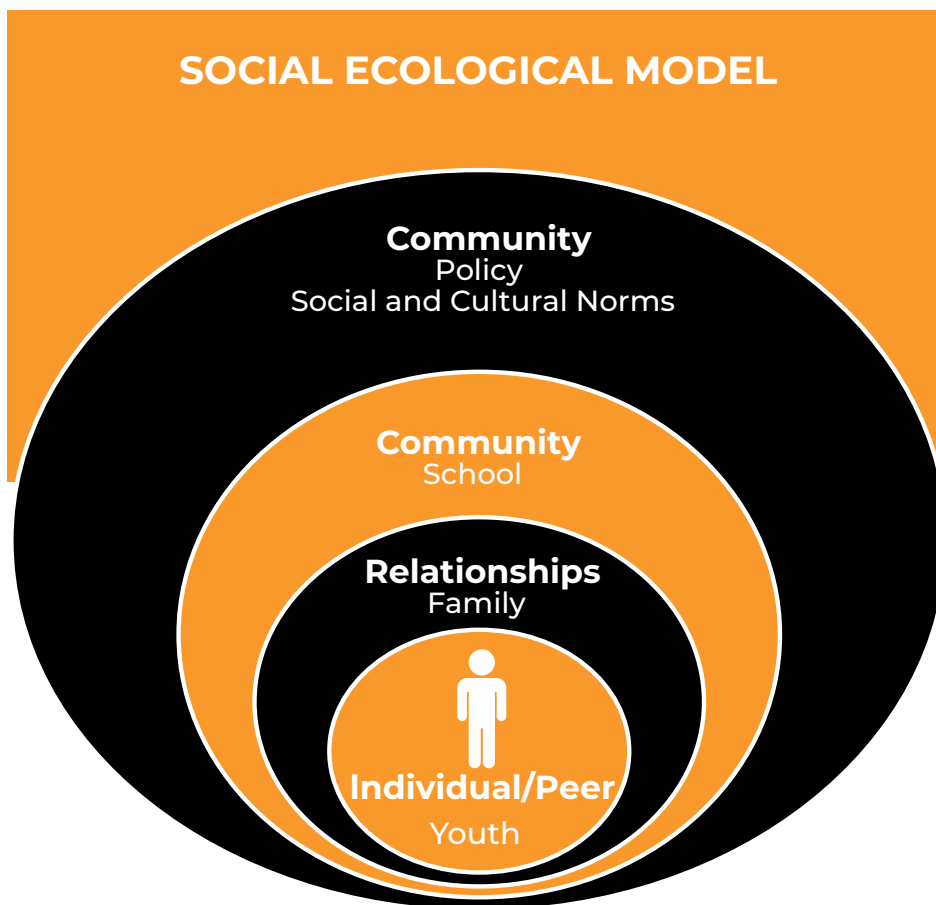 SOCIAL ECOLOGICAL MODEL
Community
Policy
Social and Cultural Norms
Community
School
Relationships
Family
Individual/Peer
Youth